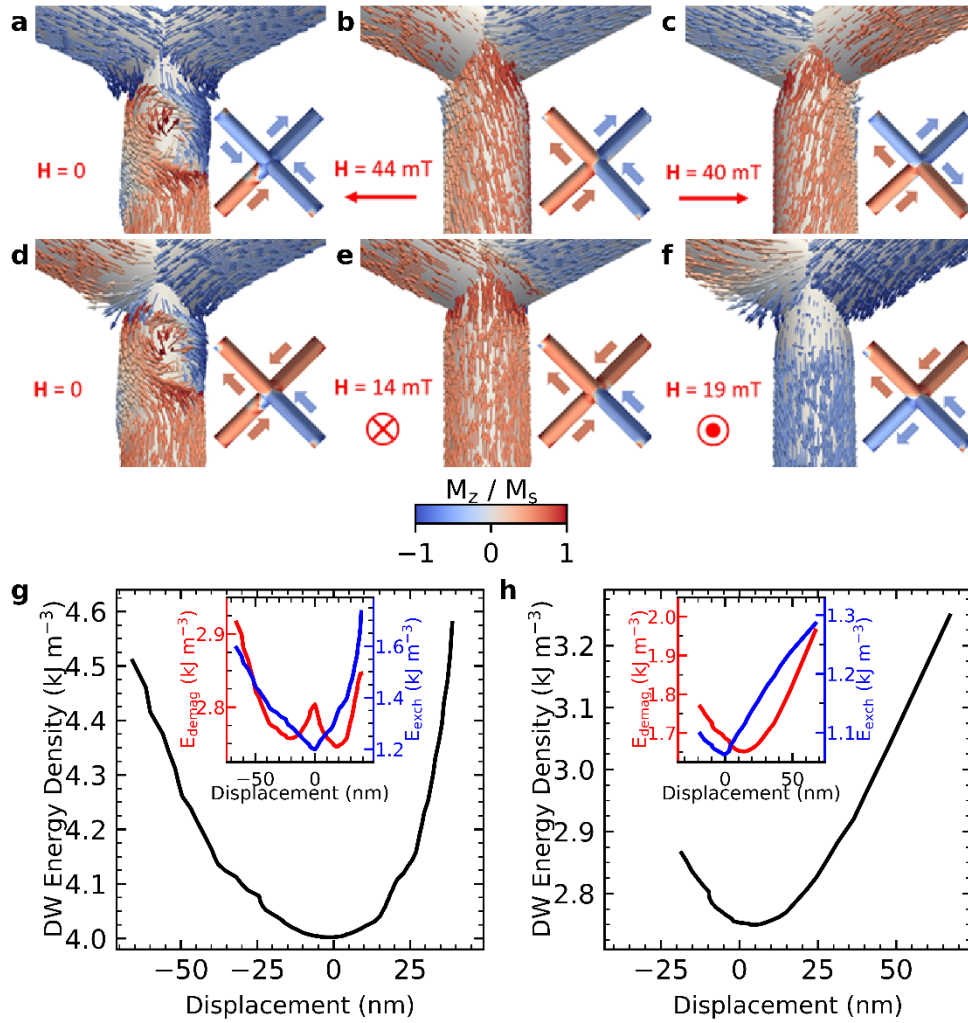 a
b
c
H = 0
H = 44 mT
H = 40 mT
d
e
f
H = 0
H = 14 mT
H = 19 mT
M_z / M_s
−1 0 1
g
h
DW Energy Density (kJ m⁻³)
4.6
4.5
4.4
4.3
4.2
4.1
4.0
−50 −25 0 25
Displacement (nm)
E_demag (kJ m⁻³)
2.9
2.8
E_exch (kJ m⁻³)
1.6
1.4
1.2
−50 0
Displacement (nm)
DW Energy Density (kJ m⁻³)
3.2
3.1
3.0
2.9
2.8
−25 0 25 50
Displacement (nm)
E_demag (kJ m⁻³)
2.0
1.9
1.8
1.7
E_exch (kJ m⁻³)
1.3
1.2
1.1
0 50
Displacement (nm)